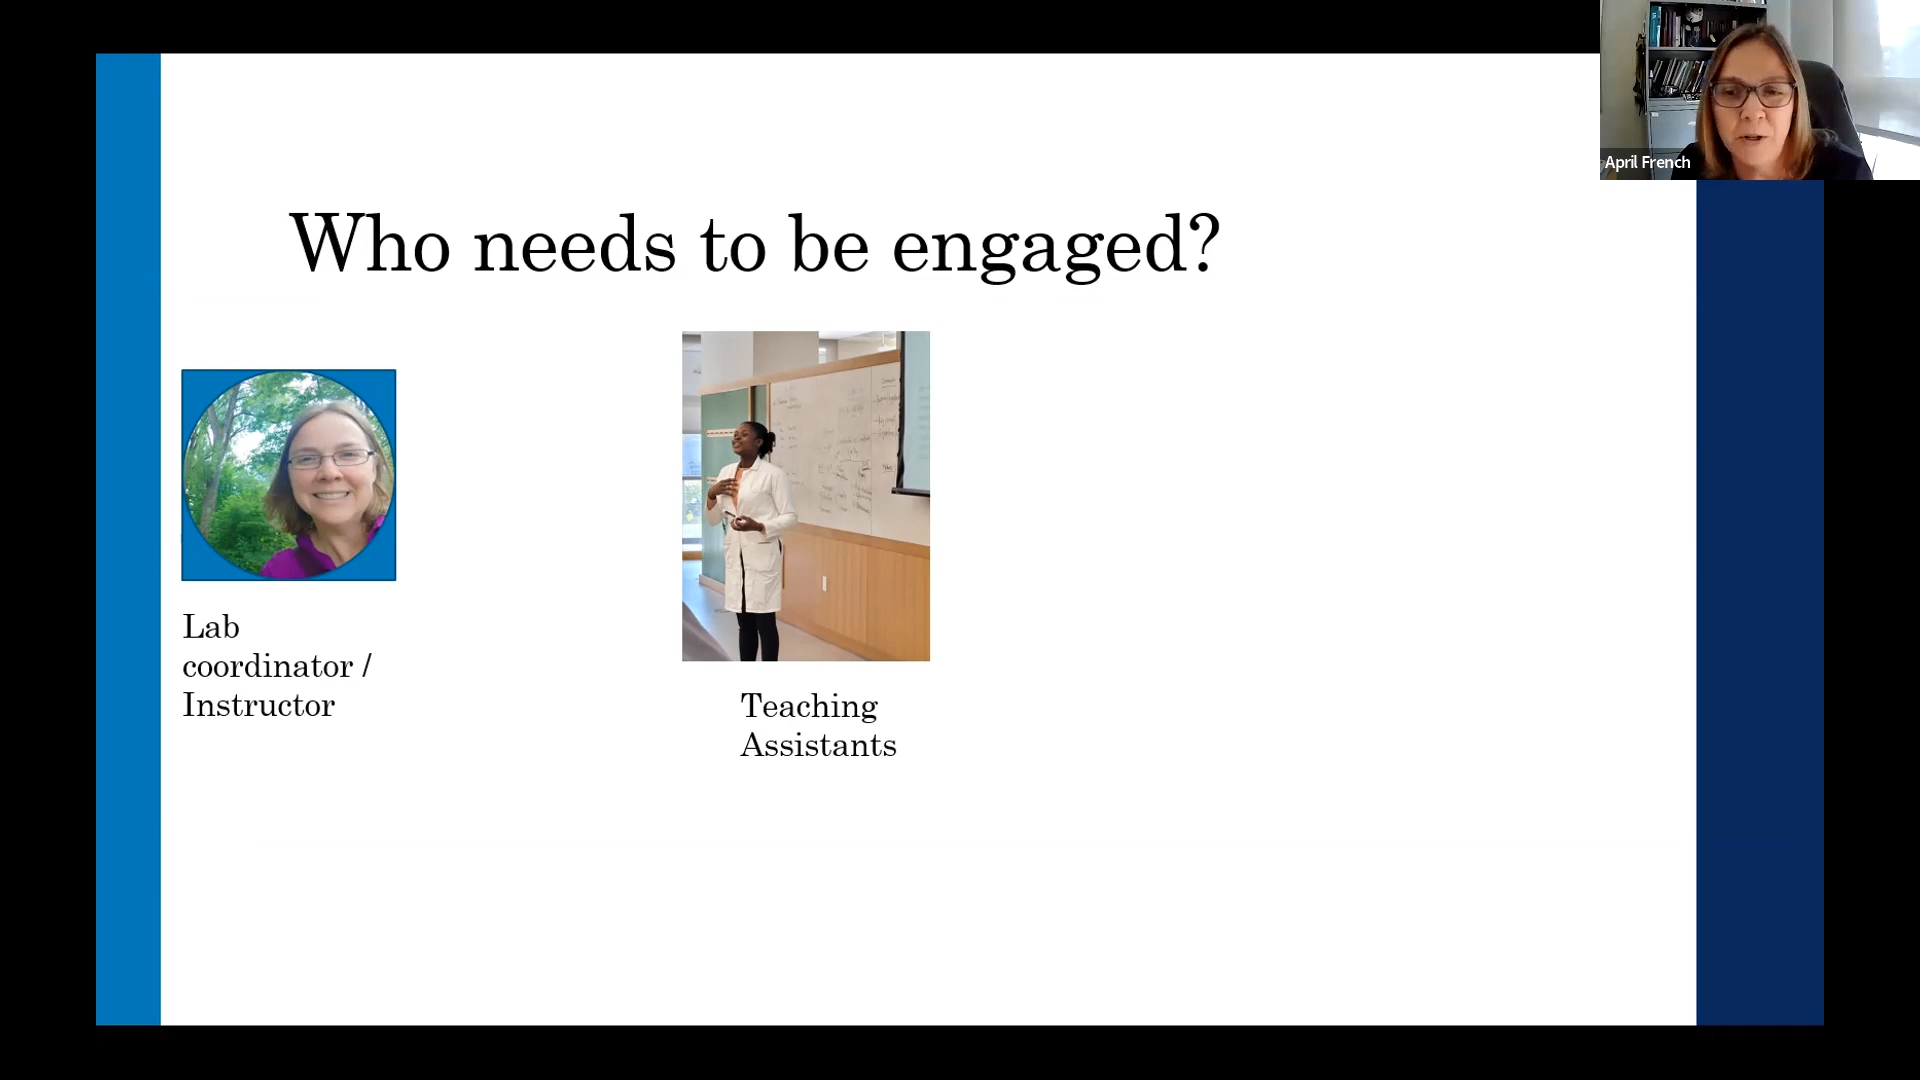 April French
Who needs to be engaged?
Lab
coordinator /
Instructor
Teaching
Assistants